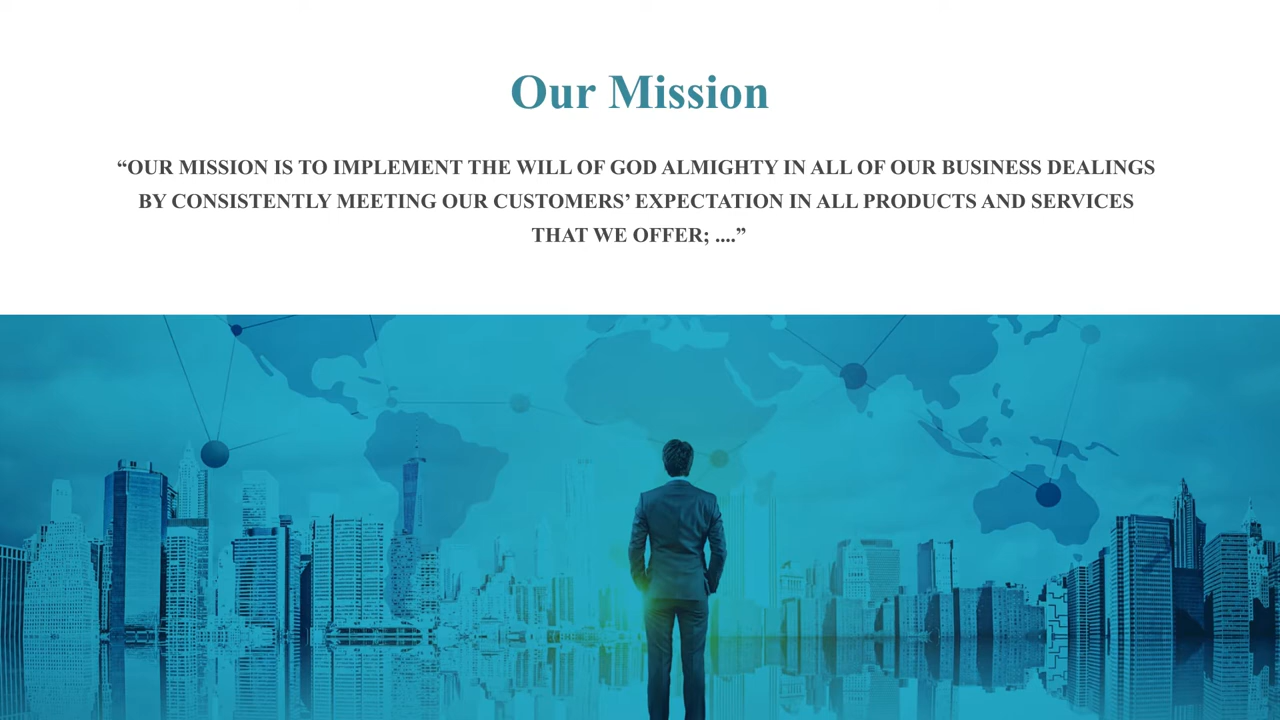 Our Mission
“OUR MISSION IS TO IMPLEMENT THE WILL OF GOD ALMIGHTY IN ALL OF OUR BUSINESS DEALINGS
BY CONSISTENTLY MEETING OUR CUSTOMERS’ EXPECTATION IN ALL PRODUCTS AND SERVICES
THAT WE OFFER; ....”